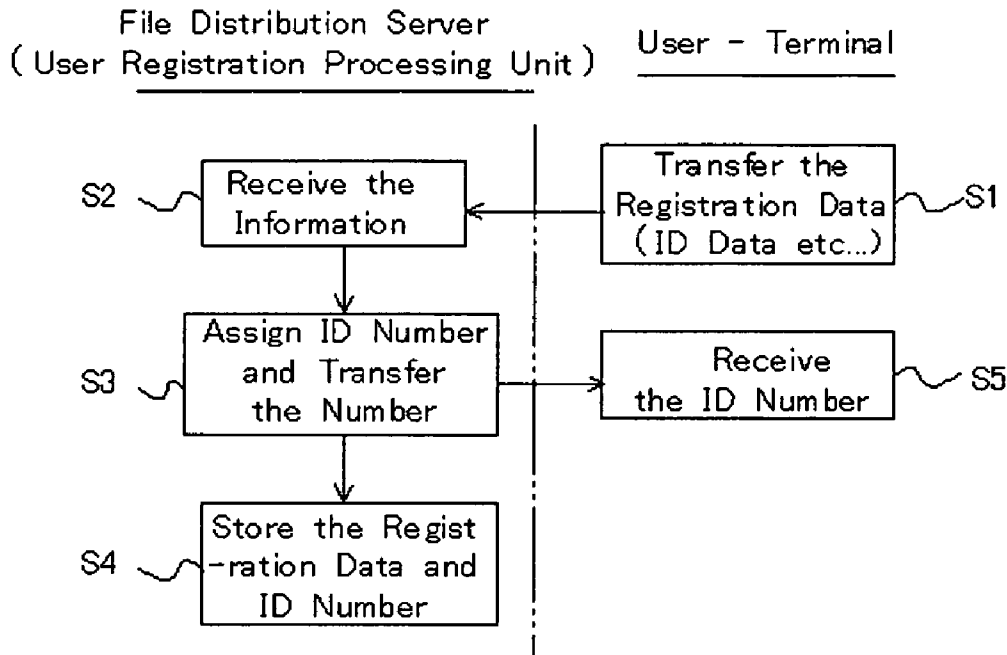 File Distribution Server
( User Registration Processing Unit )
User - Terminal
S2
Receive the
Information
Transfer the
Registration Data
(ID Data etc...)
S1
S3
Assign ID Number
and Transfer
the Number
Receive
the ID Number
S5
S4
Store the Regist
-ration Data and
ID Number